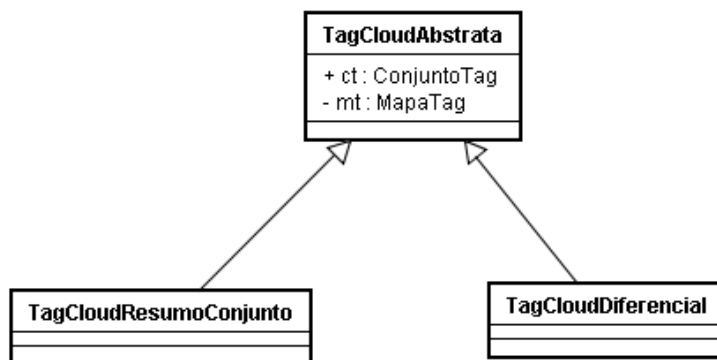 TagCloudAbstrata
+ ct : ConjuntoTag
- mt : MapaTag
TagCloudResumoConjunto
TagCloudDiferencial